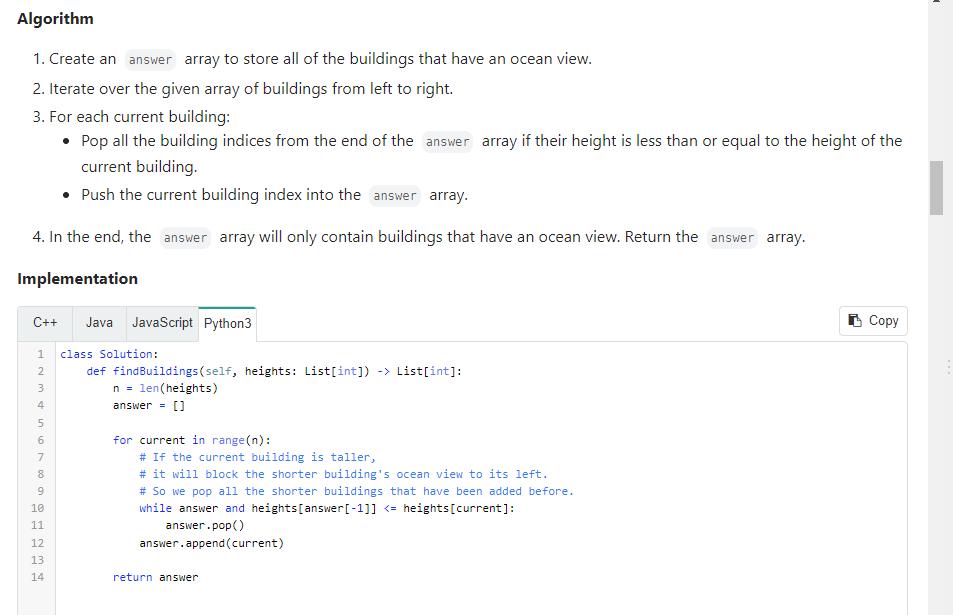 Algorithm
1. Create an answer array to store all of the buildings that have an ocean view.
2. Iterate over the given array of buildings from left to right.
3. For each current building:
• Pop all the building indices from the end of the answer array if their height is less than or equal to the height of the
current building.
• Push the current building index into the answer array.
4. In the end, the answer array will only contain buildings that have an ocean view. Return the answer array.
Implementation
C++ Java JavaScript Python3 Copy
1 class Solution:
2     def findBuildings(self, heights: List[int]) -> List[int]:
3         n = len(heights)
4         answer = []
5
6         for current in range(n):
7             # If the current building is taller,
8             # it will block the shorter building's ocean view to its left.
9             # So we pop all the shorter buildings that have been added before.
10             while answer and heights[answer[-1]] <= heights[current]:
11                 answer.pop()
12             answer.append(current)
13
14         return answer